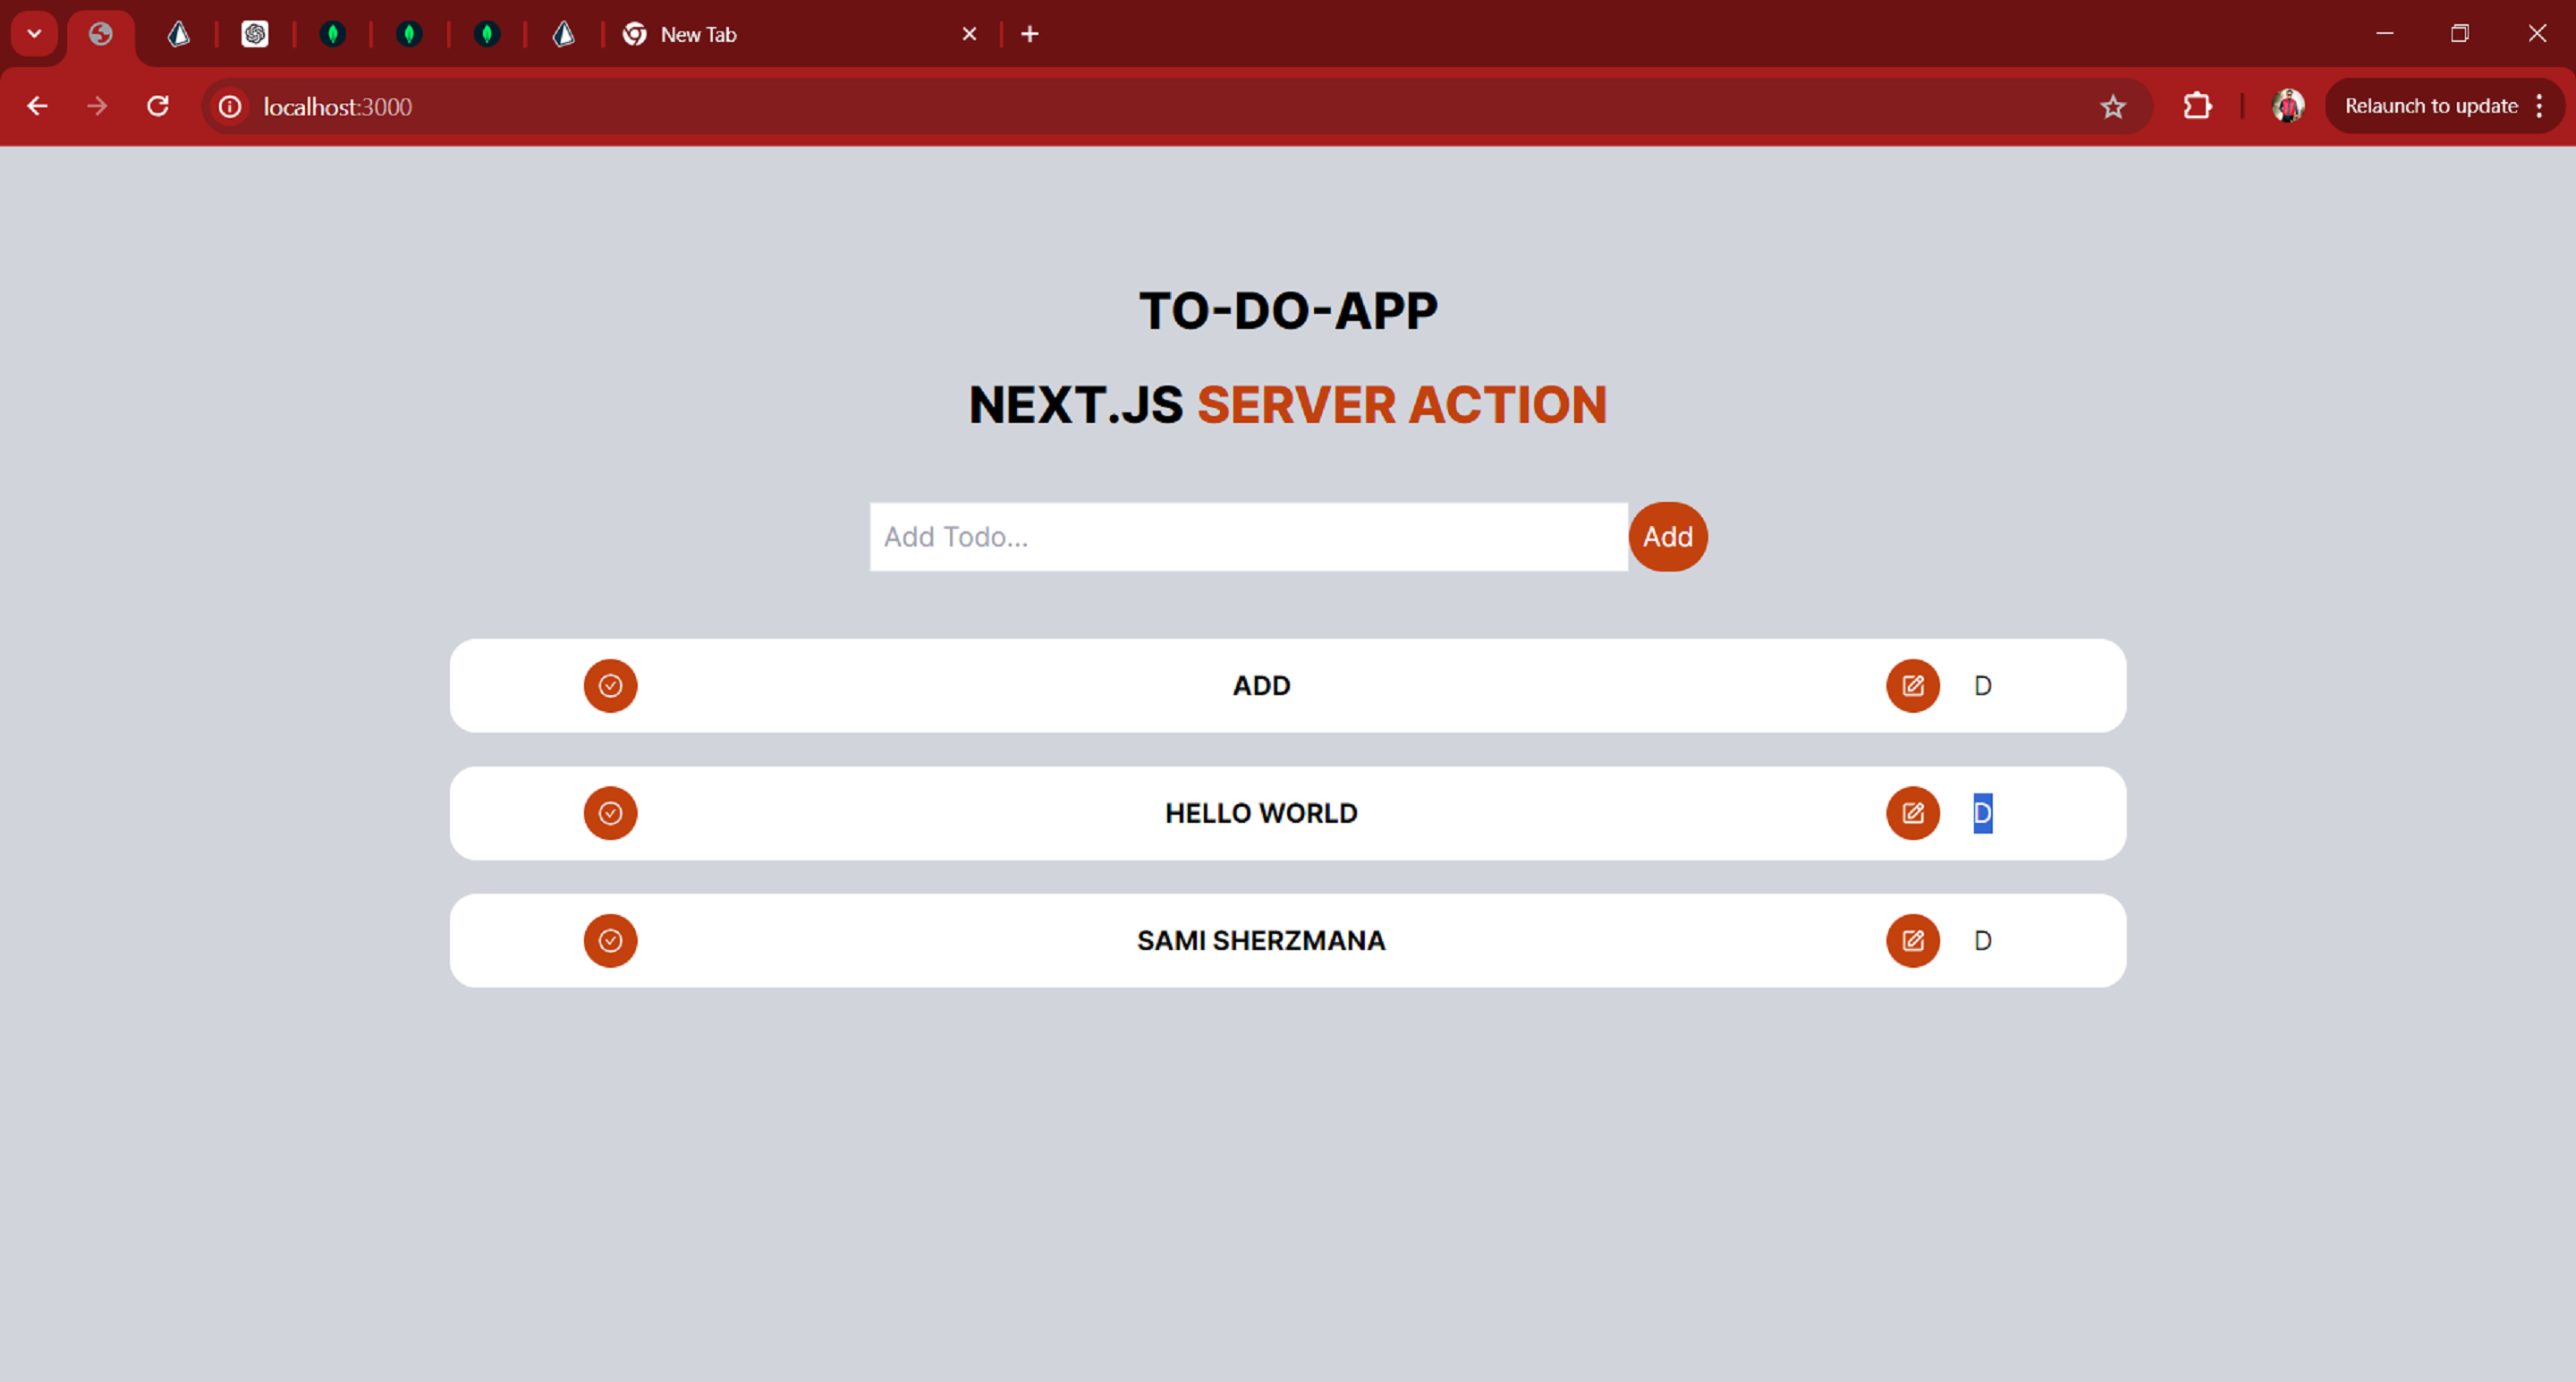 New Tab
localhost:3000
Relaunch to update
TO-DO-APP
NEXT.JS SERVER ACTION
Add Todo...
Add
ADD
D
HELLO WORLD
D
SAMI SHERZMANA
D